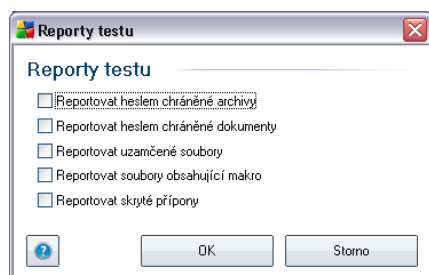 Reporty testu
Reporty testu
Reportovat heslem chráněné archivy
Reportovat heslem chráněné dokumenty
Reportovat uzamčené soubory
Reportovat soubory obsahující makro
Reportovat skryté přípony
?
OK
Storno